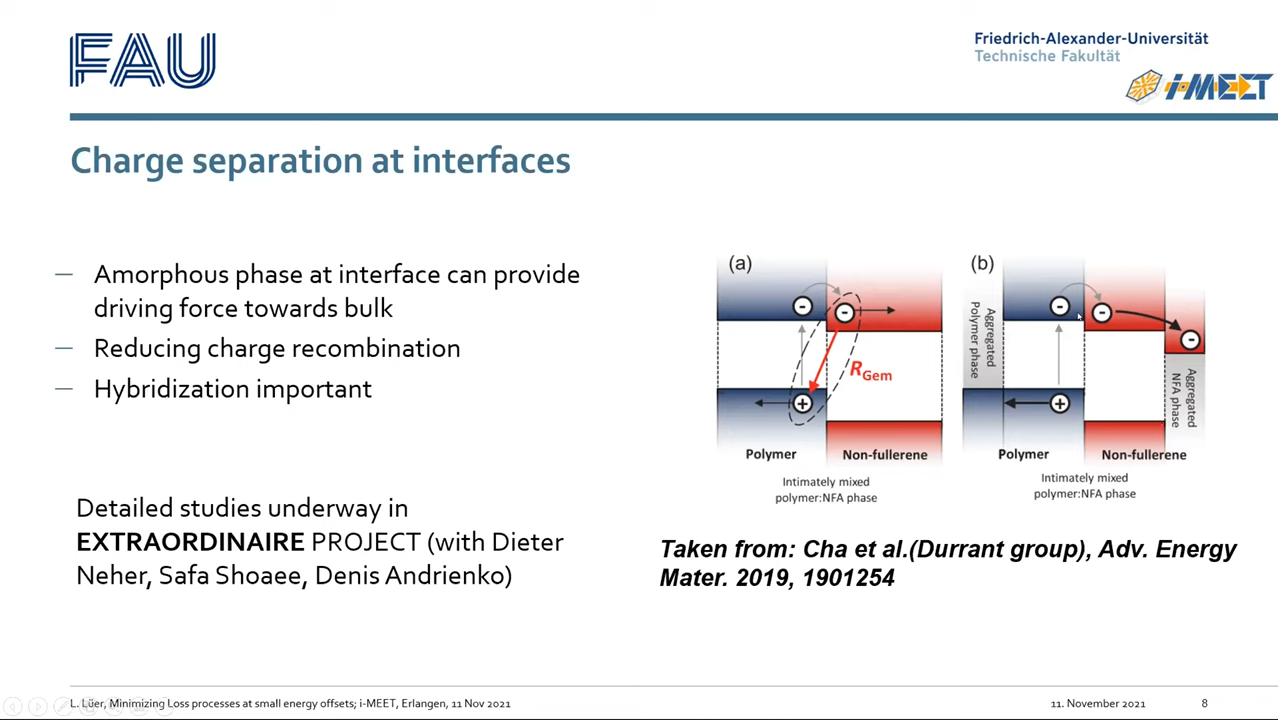 FAU
Friedrich-Alexander-Universität
Technische Fakultät
i-MEET
Charge separation at interfaces
— Amorphous phase at interface can provide
driving force towards bulk
— Reducing charge recombination
— Hybridization important
Detailed studies underway in
EXTRAORDINAIRE PROJECT (with Dieter
Neher, Safa Shoaee, Denis Andrienko)
(a)
-
-
RGem
+
Polymer
Non-fullerene
Intimately mixed
polymer:NFA phase
(b)
Aggregated
Polymer phase
-
-
-
+
Aggregated
NFA phase
Polymer
Non-fullerene
Intimately mixed
polymer:NFA phase
Taken from: Cha et al.(Durrant group), Adv. Energy
Mater. 2019, 1901254
L. Lüer, Minimizing Loss processes at small energy offsets; i-MEET, Erlangen, 11 Nov 2021
11. November 2021
8